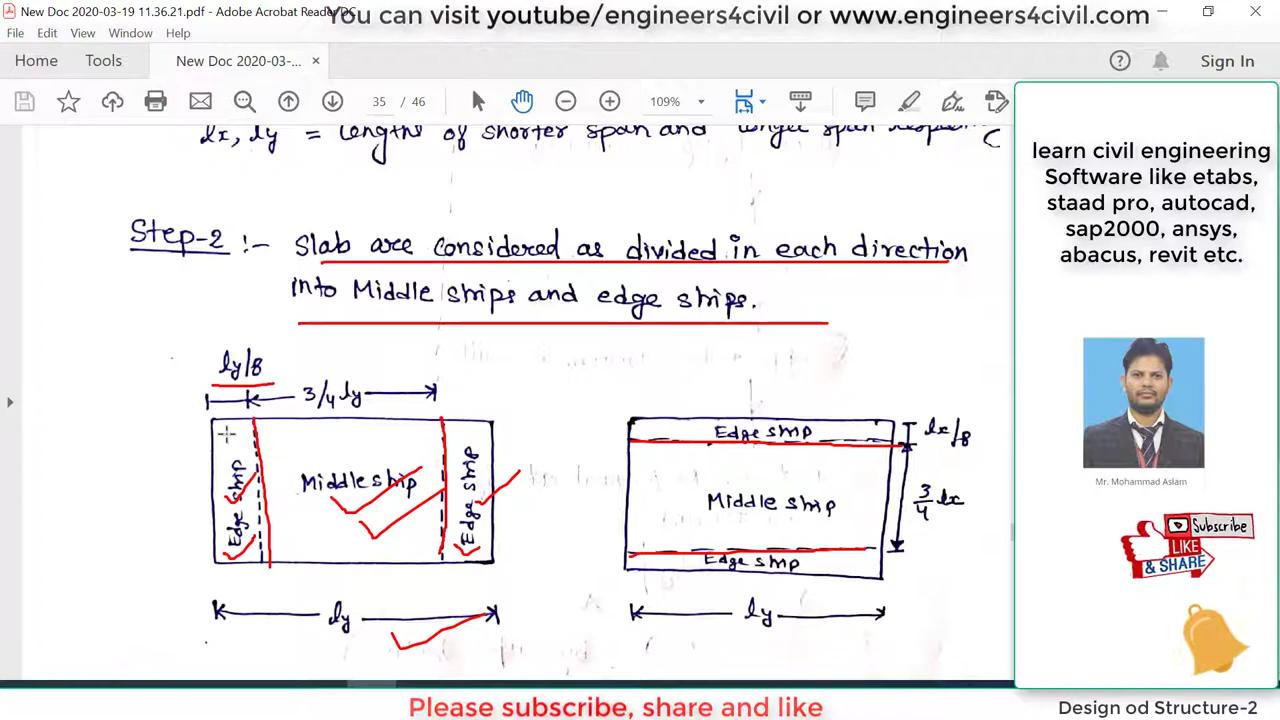 New Doc 2020-03-19 11.36.21.pdf - Adobe Acrobat Reader DC
You can visit youtube/engineers4civil or www.engineers4civil.com
File Edit View Window Help
Home Tools New Doc 2020-03-... × Sign In
35 / 46 109%
lx, ly = lengths of shorter span and longer span
Step-2 :- Slab are considered as divided in each direction
into Middle strips and edge strips.
ly/8
3/4 ly
Edge strip
Middle strip
Edge strip
ly
Edge strip
Middle strip
Edge strip
lx/8
3/4 lx
ly
learn civil engineering
Software like etabs,
staad pro, autocad,
sap2000, ansys,
abacus, revit etc.
Mr. Mohammad Aslam
Subscribe
LIKE
& SHARE
Please subscribe, share and like
Design od Structure-2